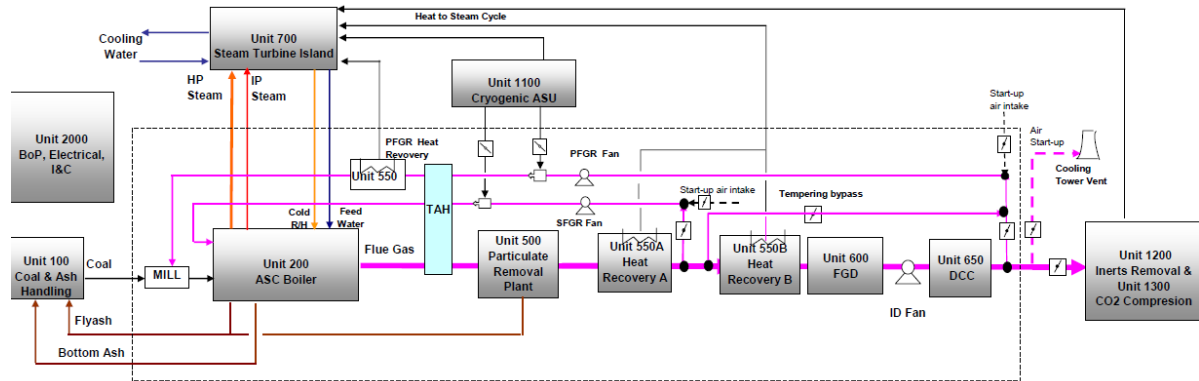 Heat to Steam Cycle
Cooling
Water
Unit 700
Steam Turbine Island
HP
Steam
IP
Steam
Unit 1100
Cryogenic ASU
Start-up
air intake
Air
Start-up
Cooling
Tower Vent
Unit 2000
BoP, Electrical,
I&C
PFGR Heat
Revovery
Unit 550
PFGR Fan
TAH
Start-up air intake
Tempering bypass
SFGR Fan
Cold
R/H
Feed
Water
Flue Gas
Unit 100
Coal & Ash
Handling
Coal
MILL
Unit 200
ASC Boiler
Unit 500
Particulate
Removal
Plant
Unit 550A
Heat
Recovery A
Unit 550B
Heat
Recovery B
Unit 600
FGD
ID Fan
Unit 650
DCC
Unit 1200
Inerts Removal &
Unit 1300
CO2 Compresion
Flyash
Bottom Ash